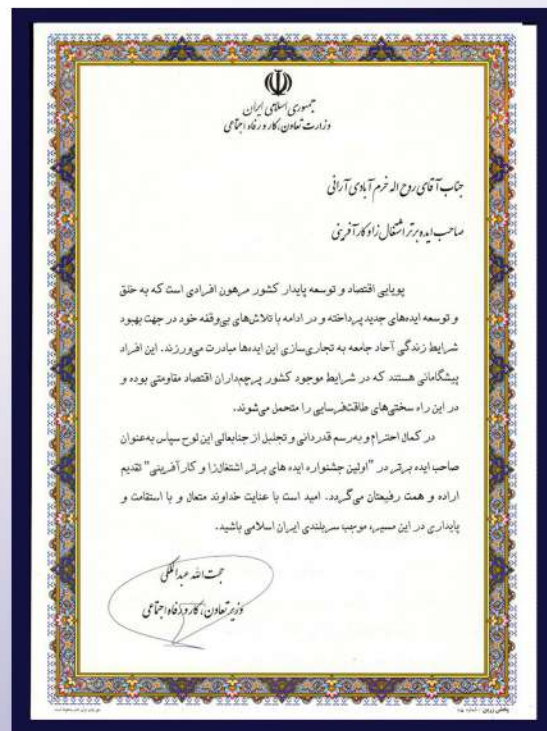 جمهوری اسلامی ایران
وزارت تعاون، کار و رفاه اجتماعی
جناب آقای روح اله خرم آبادی آرانی
صاحب ایده برتر اشتغال زا و کارآفرینی
پویایی اقتصاد و توسعه پایدار کشور مرهون افرادی است که به خلق
و توسعه ایده‌های جدید پرداخته و در ادامه با تلاش‌های بی‌وقفه خود در جهت بهبود
شرایط زندگی آحاد جامعه به تجاری‌سازی این ایده‌ها مبادرت می‌ورزند. این افراد
پیشگامانی هستند که در شرایط موجود کشور پرچم‌داران اقتصاد مقاومتی بوده و
در این راه سختی‌های طاقت‌فرسایی را متحمل می‌شوند.
در کمال احترام و به‌رسم قدردانی و تجلیل از جنابعالی این لوح سپاس به‌عنوان
صاحب ایده برتر در "اولین جشنواره ایده های برتر اشتغال‌زا و کارآفرینی" تقدیم
اراده و همت رفیعتان می‌گردد. امید است با عنایت خداوند متعال و با استقامت و
پایداری در این مسیر، موجب سربلندی ایران اسلامی باشید.
حجت الله عبدالملکی
وزیر تعاون، کار و رفاه اجتماعی